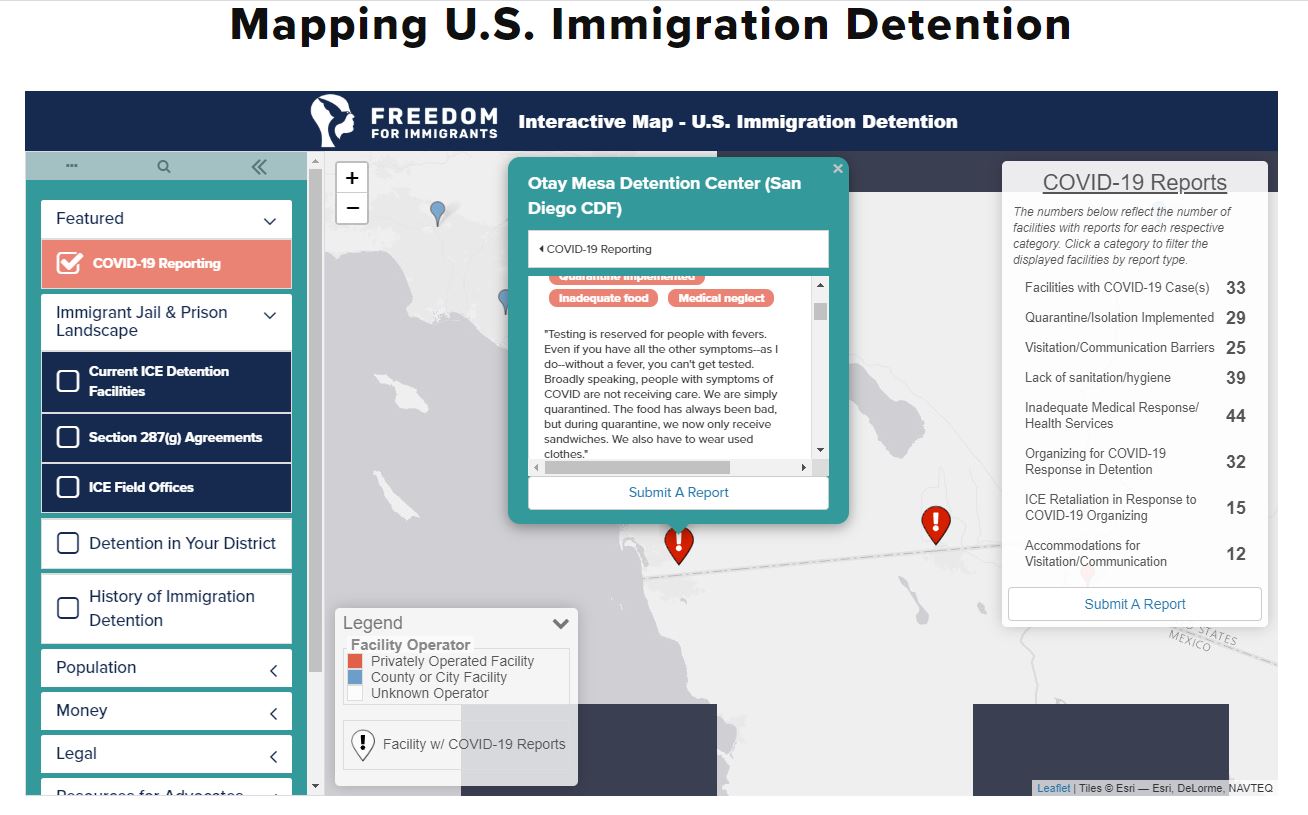 Mapping U.S. Immigration Detention
FREEDOM
FOR IMMIGRANTS
Interactive Map - U.S. Immigration Detention
Featured
COVID-19 Reporting
Immigrant Jail & Prison
Landscape
Current ICE Detention
Facilities
Section 287(g) Agreements
ICE Field Offices
Detention in Your District
History of Immigration
Detention
Population
Money
Legal
Resources for Advocates
+
−
Otay Mesa Detention Center (San
Diego CDF)
×
COVID-19 Reporting
Quarantine Implemented
Inadequate food
Medical neglect
"Testing is reserved for people with fevers.
Even if you have all the other symptoms--as I
do--without a fever, you can't get tested.
Broadly speaking, people with symptoms of
COVID are not receiving care. We are simply
quarantined. The food has always been bad,
but during quarantine, we now only receive
sandwiches. We also have to wear used
clothes."
Submit A Report
Legend
Facility Operator
Privately Operated Facility
County or City Facility
Unknown Operator
Facility w/ COVID-19 Reports
COVID-19 Reports
The numbers below reflect the number of
facilities with reports for each respective
category. Click a category to filter the
displayed facilities by report type.
Facilities with COVID-19 Case(s) 33
Quarantine/Isolation Implemented 29
Visitation/Communication Barriers 25
Lack of sanitation/hygiene 39
Inadequate Medical Response/
Health Services 44
Organizing for COVID-19
Response in Detention 32
ICE Retaliation in Response to
COVID-19 Organizing 15
Accommodations for
Visitation/Communication 12
Submit A Report
STATES
MEXICO
Leaflet | Tiles © Esri — Esri, DeLorme, NAVTEQ